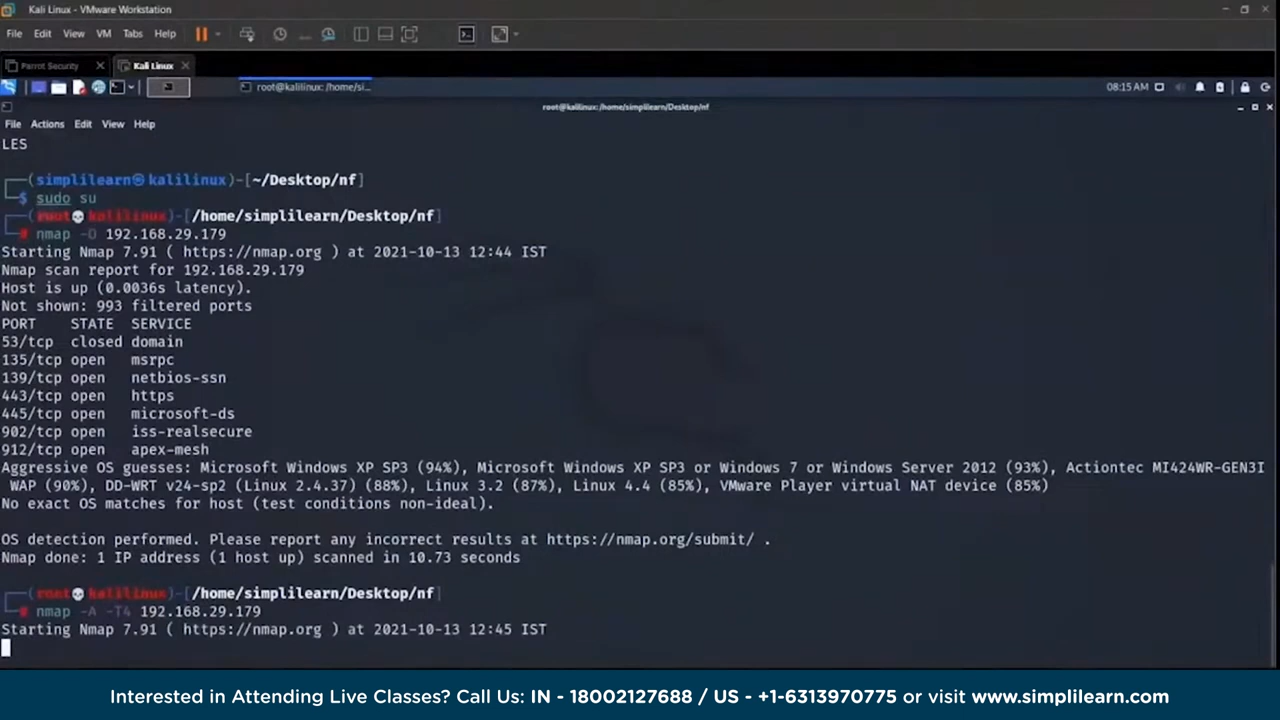 Kali Linux - VMware Workstation
File Edit View VM Tabs Help
Parrot Security Kali Linux
root@kalilinux: /home/si... 08:15 AM
root@kalilinux:/home/simplilearn/Desktop/nf
File Actions Edit View Help
LES
(simplilearn㉿kalilinux)-[~/Desktop/nf]
$ sudo su
(root💀kalilinux)-[/home/simplilearn/Desktop/nf]
# nmap -O 192.168.29.179
Starting Nmap 7.91 ( https://nmap.org ) at 2021-10-13 12:44 IST
Nmap scan report for 192.168.29.179
Host is up (0.0036s latency).
Not shown: 993 filtered ports
PORT STATE SERVICE
53/tcp closed domain
135/tcp open msrpc
139/tcp open netbios-ssn
443/tcp open https
445/tcp open microsoft-ds
902/tcp open iss-realsecure
912/tcp open apex-mesh
Aggressive OS guesses: Microsoft Windows XP SP3 (94%), Microsoft Windows XP SP3 or Windows 7 or Windows Server 2012 (93%), Actiontec MI424WR-GEN3I
WAP (90%), DD-WRT v24-sp2 (Linux 2.4.37) (88%), Linux 3.2 (87%), Linux 4.4 (85%), VMware Player virtual NAT device (85%)
No exact OS matches for host (test conditions non-ideal).
OS detection performed. Please report any incorrect results at https://nmap.org/submit/ .
Nmap done: 1 IP address (1 host up) scanned in 10.73 seconds
(root💀kalilinux)-[/home/simplilearn/Desktop/nf]
# nmap -A -T4 192.168.29.179
Starting Nmap 7.91 ( https://nmap.org ) at 2021-10-13 12:45 IST
Interested in Attending Live Classes? Call Us: IN - 18002127688 / US - +1-6313970775 or visit www.simplilearn.com